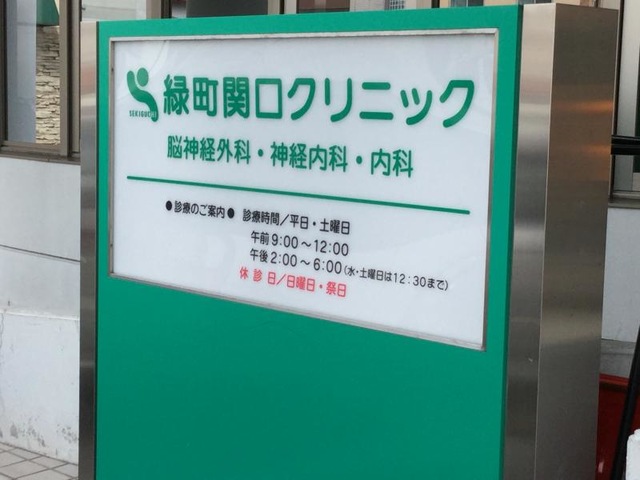 緑町関口クリニック
SEKIGUCHI
脳神経外科・神経内科・内科
●診療のご案内● 診療時間／平日・土曜日
午前9:00～12:00
午後2:00～6:00(水・土曜日は12:30まで)
休診日／日曜日・祭日